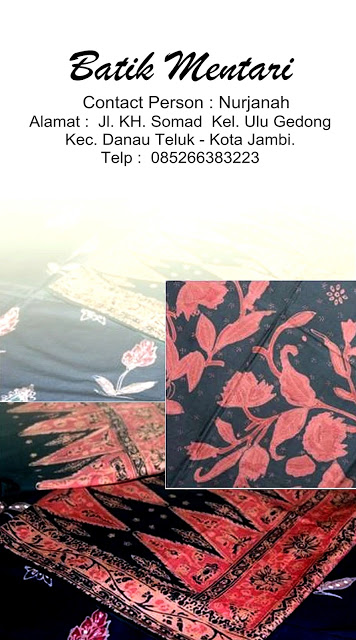 Batik Mentari
Contact Person : Nurjanah
Alamat : Jl. KH. Somad Kel. Ulu Gedong
Kec. Danau Teluk - Kota Jambi.
Telp : 085266383223